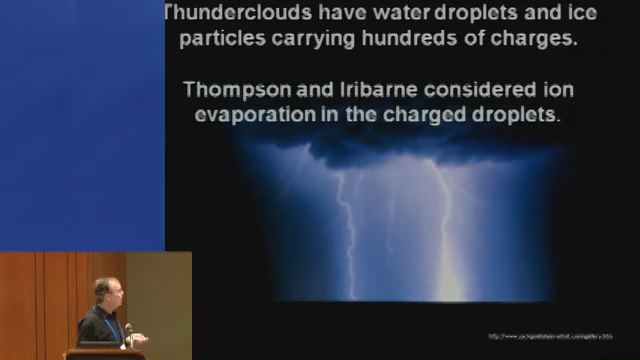 Thunderclouds have water droplets and ice
particles carrying hundreds of charges.
Thompson and Iribarne considered ion
evaporation in the charged droplets.